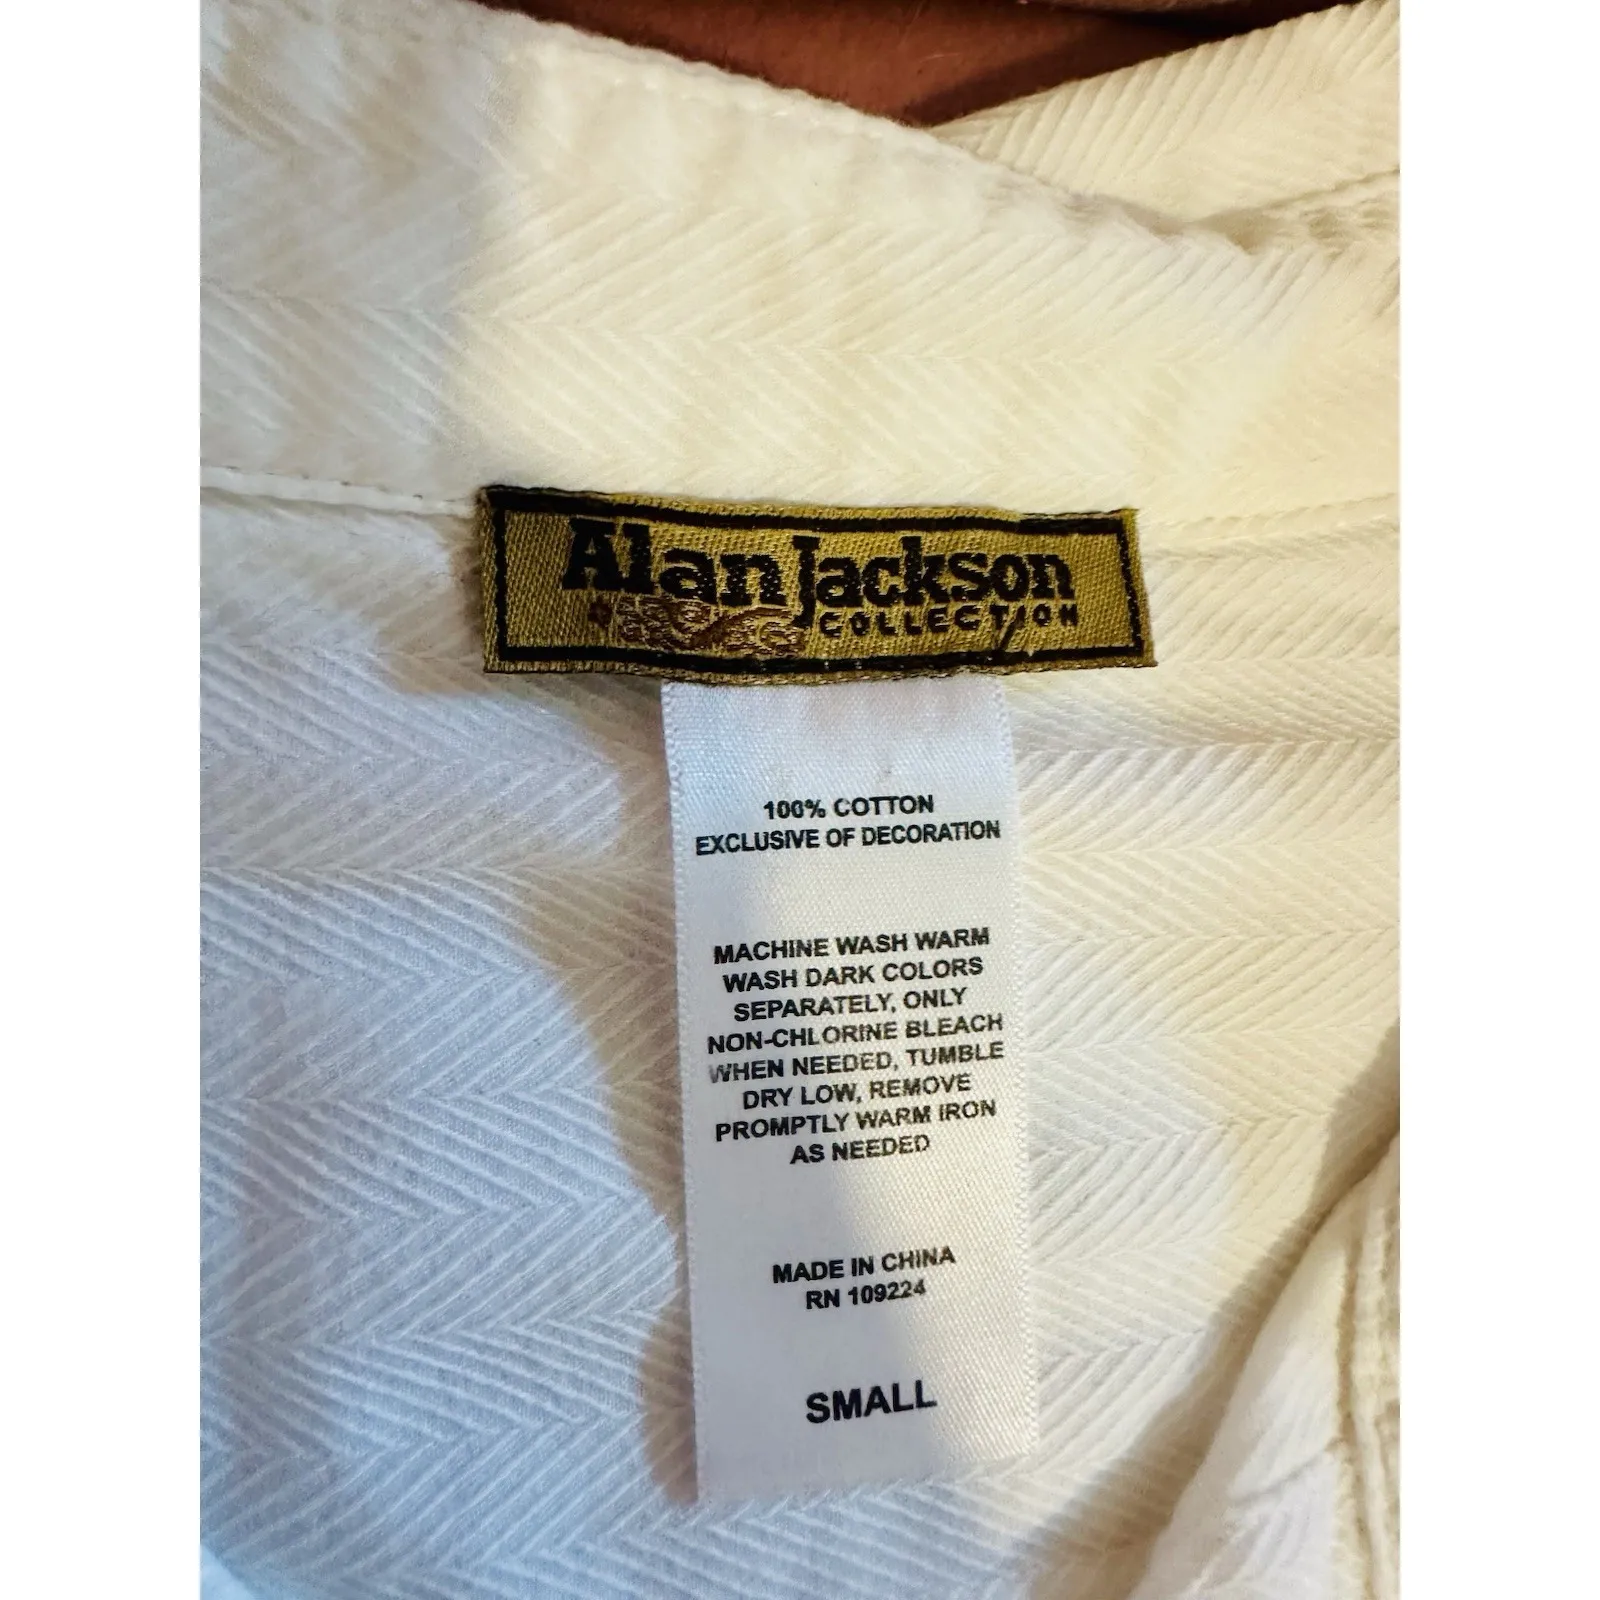 Alan Jackson
COLLECTION
100% COTTON
EXCLUSIVE OF DECORATION
MACHINE WASH WARM
WASH DARK COLORS
SEPARATELY, ONLY
NON-CHLORINE BLEACH
WHEN NEEDED, TUMBLE
DRY LOW, REMOVE
PROMPTLY WARM IRON
AS NEEDED
MADE IN CHINA
RN 109224
SMALL